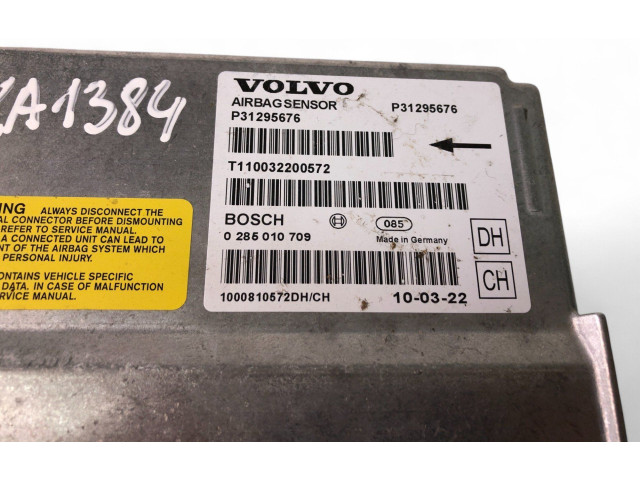 A1384
VOLVO
AIRBAG SENSOR
P31295676
P31295676
T110032200572
BOSCH
0 285 010 709
085
Made in Germany
DH
CH
1000810572DH/CH
10-03-22
ALWAYS DISCONNECT THE
CONNECTOR BEFORE DISMOUNTING
REFER TO SERVICE MANUAL.
A CONNECTED UNIT CAN LEAD TO
OF THE AIRBAG SYSTEM WHICH
PERSONAL INJURY.
CONTAINS VEHICLE SPECIFIC
DATA. IN CASE OF MALFUNCTION
SERVICE MANUAL.